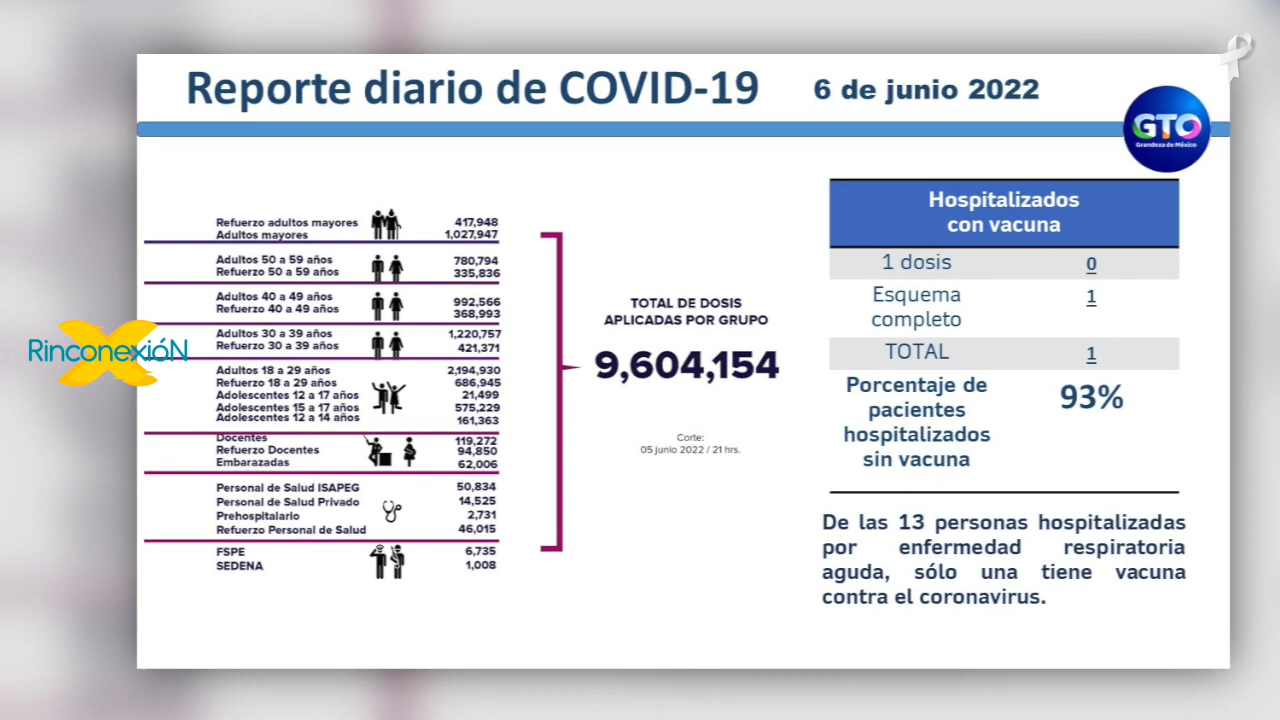 Reporte diario de COVID-19 6 de junio 2022
GTO
Grandeza de México
Refuerzo adultos mayores 417,948
Adultos mayores 1,027,947
Adultos 50 a 59 años 780,794
Refuerzo 50 a 59 años 335,836
Adultos 40 a 49 años 992,566
Refuerzo 40 a 49 años 368,993
Adultos 30 a 39 años 1,220,757
Refuerzo 30 a 39 años 421,371
Adultos 18 a 29 años 2,194,930
Refuerzo 18 a 29 años 686,945
Adolescentes 12 a 17 años 21,499
Adolescentes 15 a 17 años 575,229
Adolescentes 12 a 14 años 161,363
Docentes 119,272
Refuerzo Docentes 94,850
Embarazadas 62,006
Personal de Salud ISAPEG 50,834
Personal de Salud Privado 14,525
Prehospitalario 2,731
Refuerzo Personal de Salud 46,015
FSPE 6,735
SEDENA 1,008
RinconexióN
TOTAL DE DOSIS
APLICADAS POR GRUPO
9,604,154
Corte:
05 junio 2022 / 21 hrs.
Hospitalizados
con vacuna
1 dosis 0
Esquema 1
completo
TOTAL 1
Porcentaje de 93%
pacientes
hospitalizados
sin vacuna
De las 13 personas hospitalizadas
por enfermedad respiratoria
aguda, sólo una tiene vacuna
contra el coronavirus.